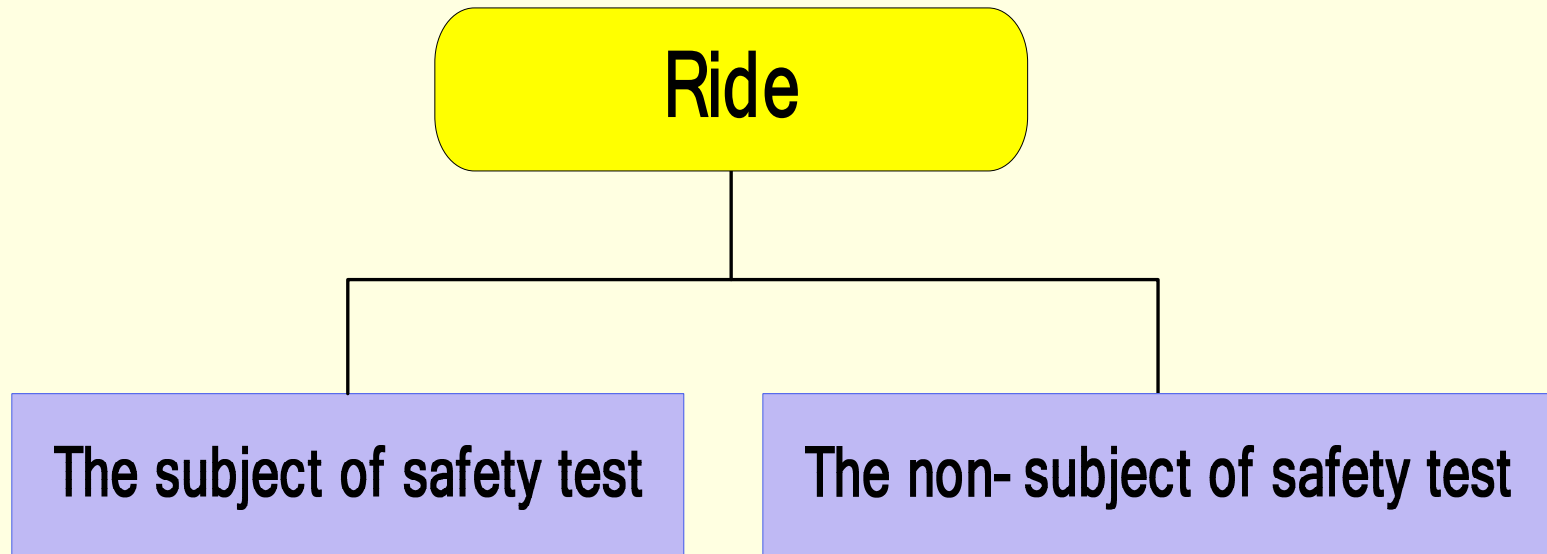 Ride
The subject of safety test
The non- subject of safety test